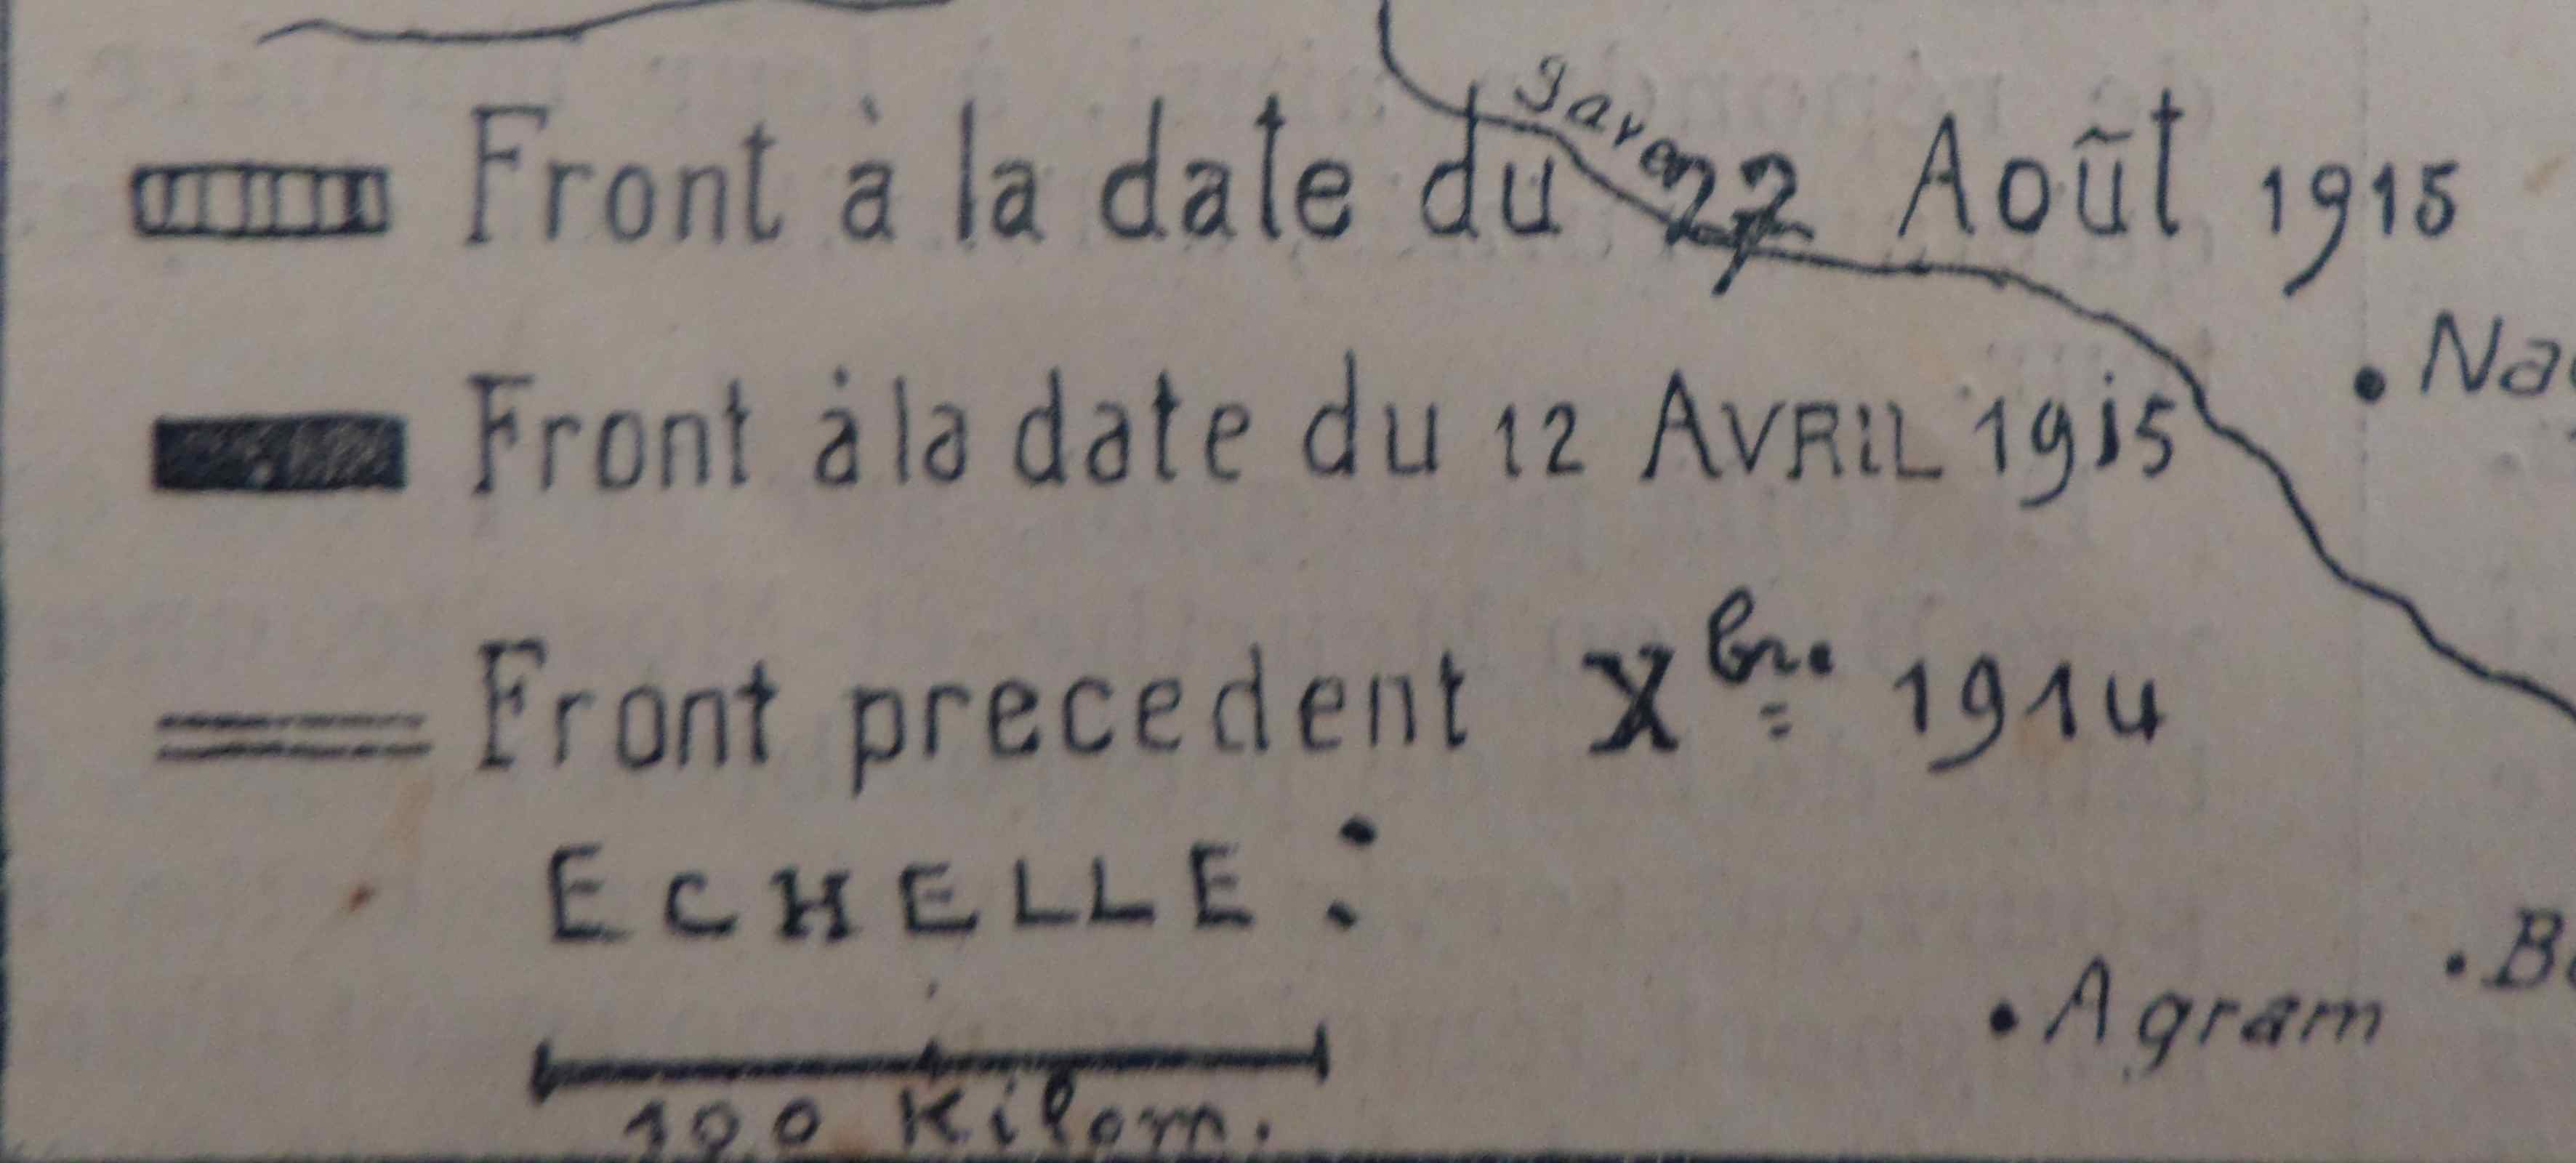 Front à la date du 22 Août 1915
Front à la date du 12 AVRIL 1915
Front precedent Xbre 1914
ECHELLE :
100 Kilom.
Agram